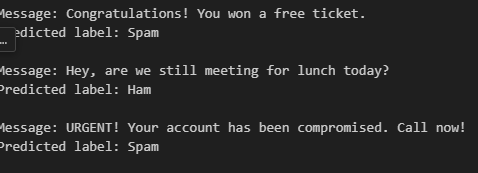 Message: Congratulations! You won a free ticket.
…edicted label: Spam
Message: Hey, are we still meeting for lunch today?
Predicted label: Ham
Message: URGENT! Your account has been compromised. Call now!
Predicted label: Spam